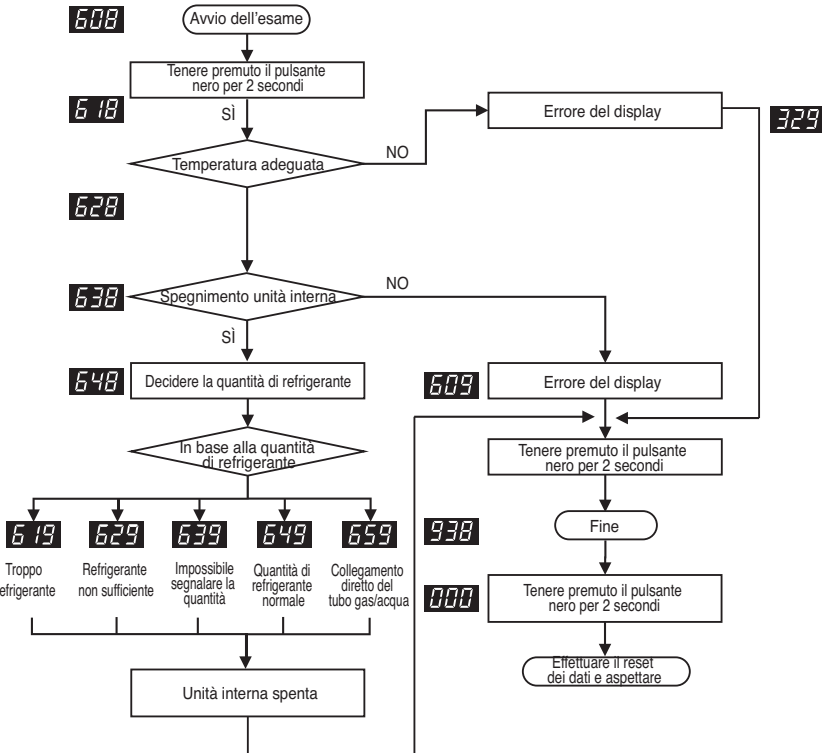 608
Avvio dell'esame
Tenere premuto il pulsante
nero per 2 secondi
618
SÌ
Errore del display
329
Temperatura adeguata
NO
628
638
Spegnimento unità interna
NO
SÌ
648
Decidere la quantità di refrigerante
609
Errore del display
In base alla quantità
di refrigerante
Tenere premuto il pulsante
nero per 2 secondi
619
629
639
649
659
Troppo
efrigerante
Refrigerante
non sufficiente
Impossibile
segnalare la
quantità
Quantità di
refrigerante
normale
Collegamento
diretto del
tubo gas/acqua
938
Fine
000
Tenere premuto il pulsante
nero per 2 secondi
Unità interna spenta
Effettuare il reset
dei dati e aspettare